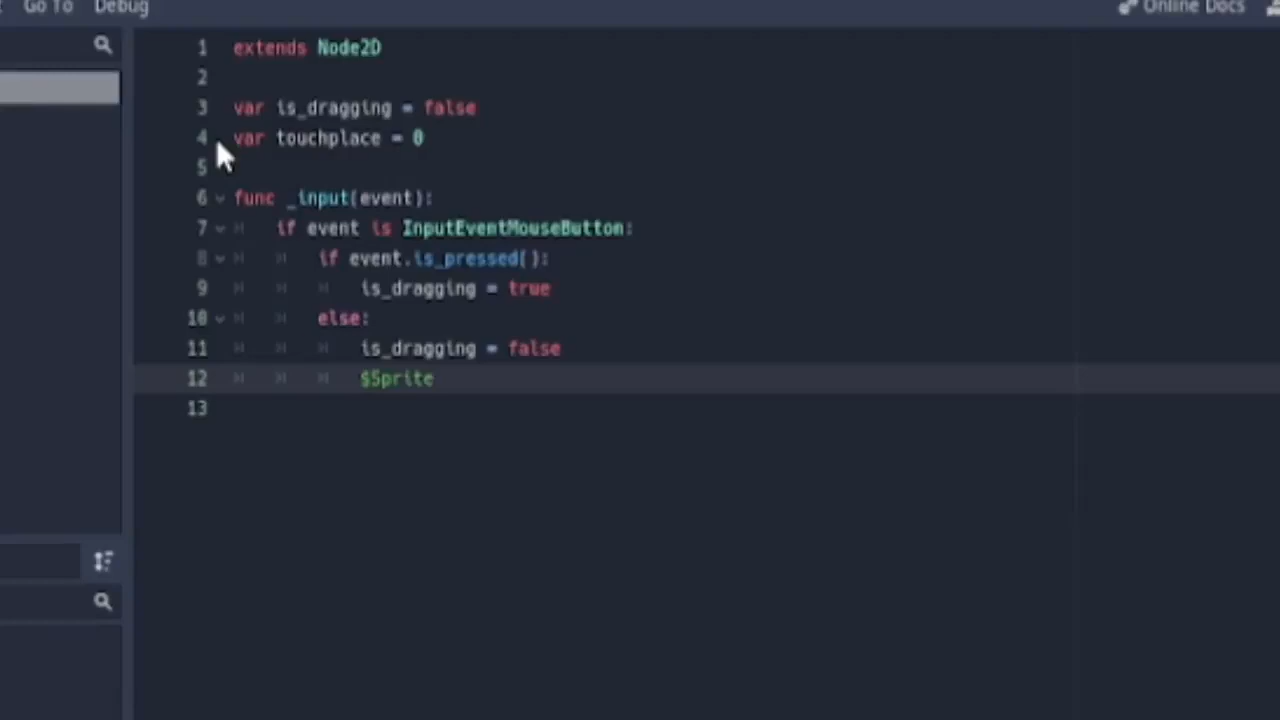 Go To Debug Online Docs
1 extends Node2D
2
3 var is_dragging = false
4 var touchplace = 0
5
6 func _input(event):
7 if event is InputEventMouseButton:
8 if event.is_pressed():
9 is_dragging = true
10 else:
11 is_dragging = false
12 $Sprite
13